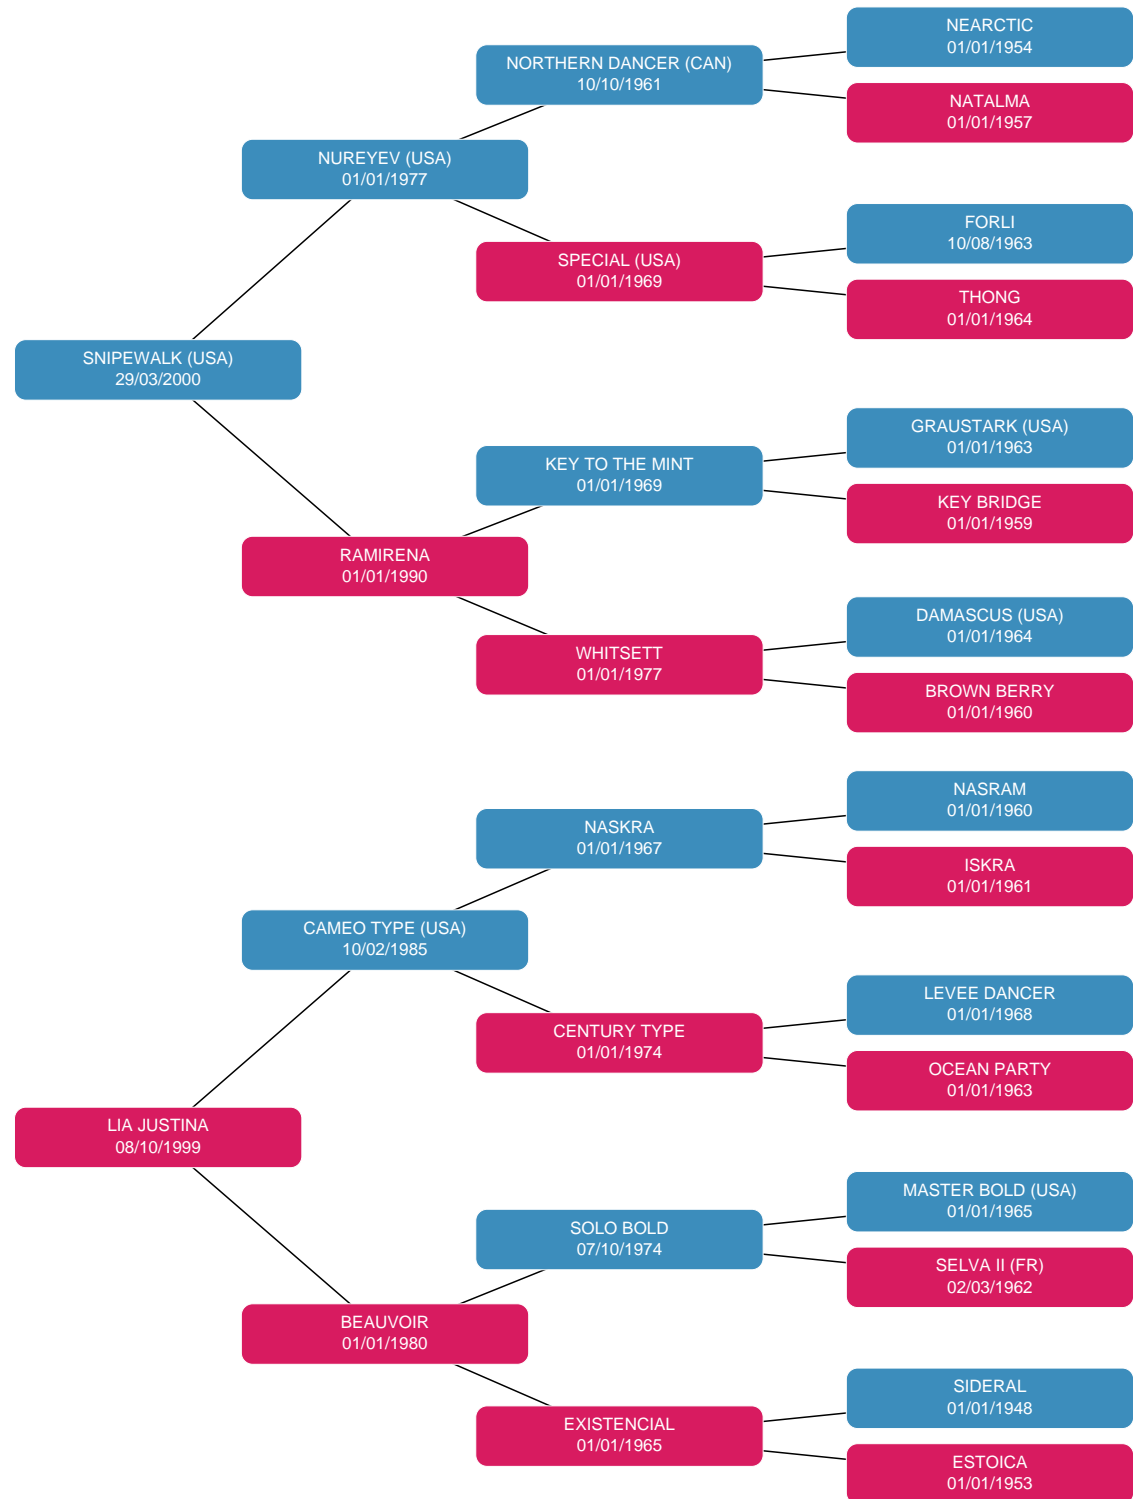 NEARCTIC
01/01/1954
NORTHERN DANCER (CAN)
10/10/1961
NATALMA
01/01/1957
NUREYEV (USA)
01/01/1977
FORLI
10/08/1963
SPECIAL (USA)
01/01/1969
THONG
01/01/1964
SNIPEWALK (USA)
29/03/2000
GRAUSTARK (USA)
01/01/1963
KEY TO THE MINT
01/01/1969
KEY BRIDGE
01/01/1959
RAMIRENA
01/01/1990
DAMASCUS (USA)
01/01/1964
WHITSETT
01/01/1977
BROWN BERRY
01/01/1960
NASRAM
01/01/1960
NASKRA
01/01/1967
ISKRA
01/01/1961
CAMEO TYPE (USA)
10/02/1985
LEVEE DANCER
01/01/1968
CENTURY TYPE
01/01/1974
OCEAN PARTY
01/01/1963
LIA JUSTINA
08/10/1999
MASTER BOLD (USA)
01/01/1965
SOLO BOLD
07/10/1974
SELVA II (FR)
02/03/1962
BEAUVOIR
01/01/1980
SIDERAL
01/01/1948
EXISTENCIAL
01/01/1965
ESTOICA
01/01/1953